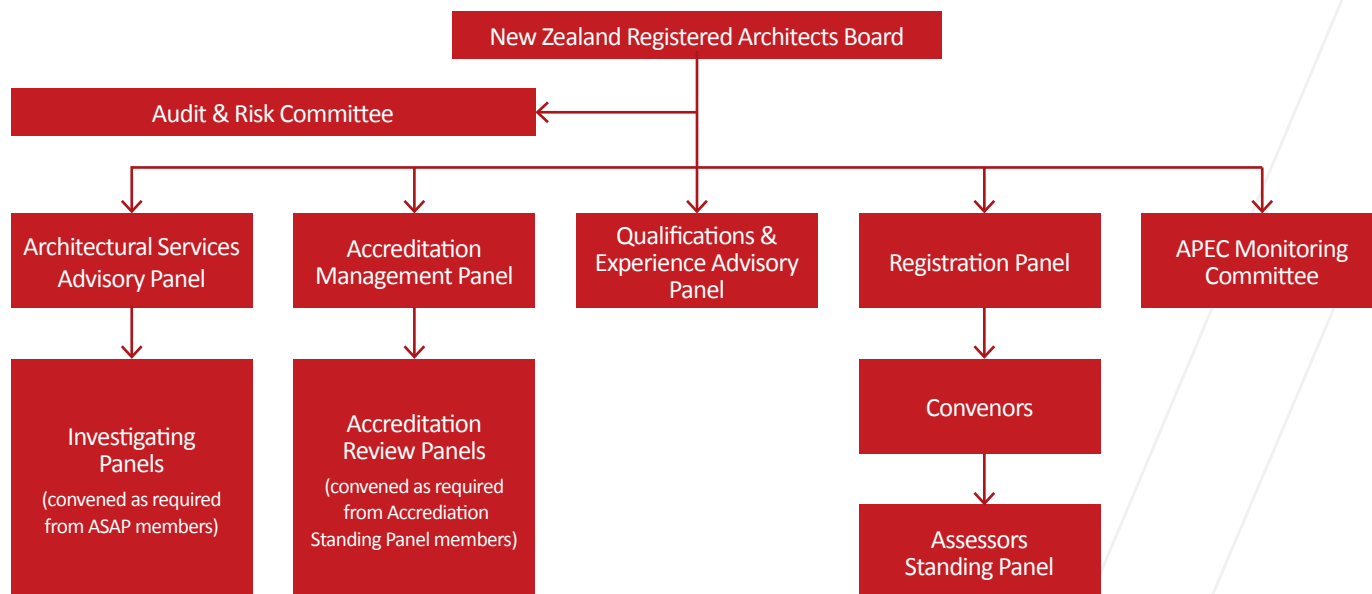 New Zealand Registered Architects Board
Audit & Risk Committee
Architectural Services
Advisory Panel
Accreditation
Management Panel
Qualifications &
Experience Advisory
Panel
Registration Panel
APEC Monitoring
Committee
Investigating
Panels
(convened as required
from ASAP members)
Accreditation
Review Panels
(convened as required
from Accrediation
Standing Panel members)
Convenors
Assessors
Standing Panel